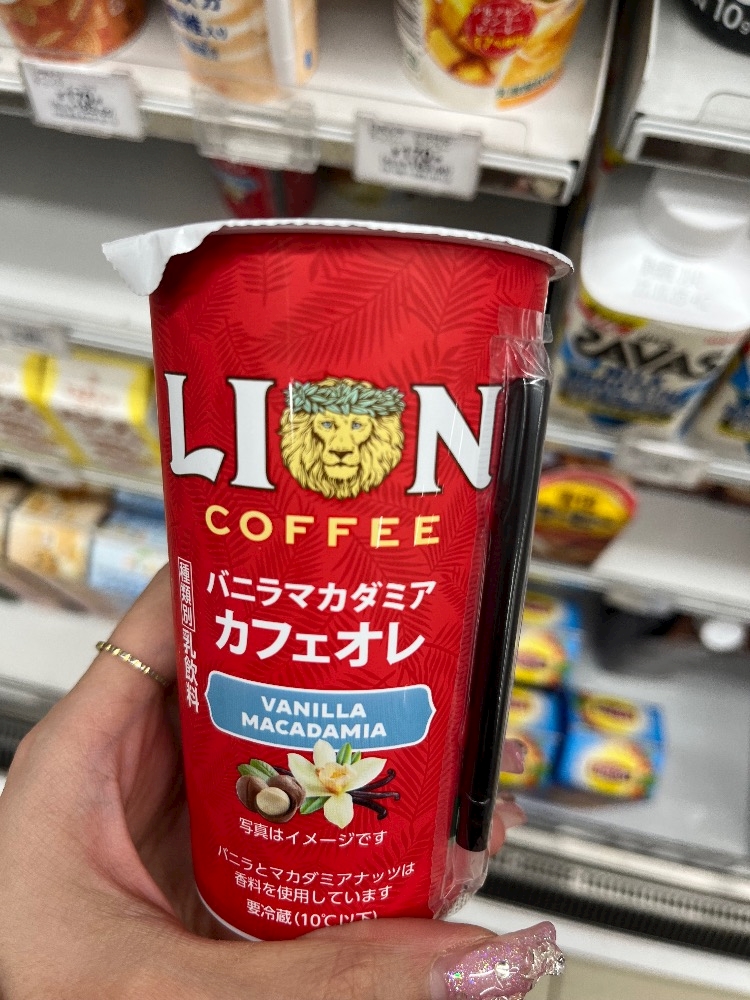 LION
COFFEE
バニラマカダミア
カフェオレ
種類別 乳飲料
VANILLA
MACADAMIA
写真はイメージです
バニラとマカダミアナッツは
香料を使用しています
要冷蔵(10℃以下)
SAVAS